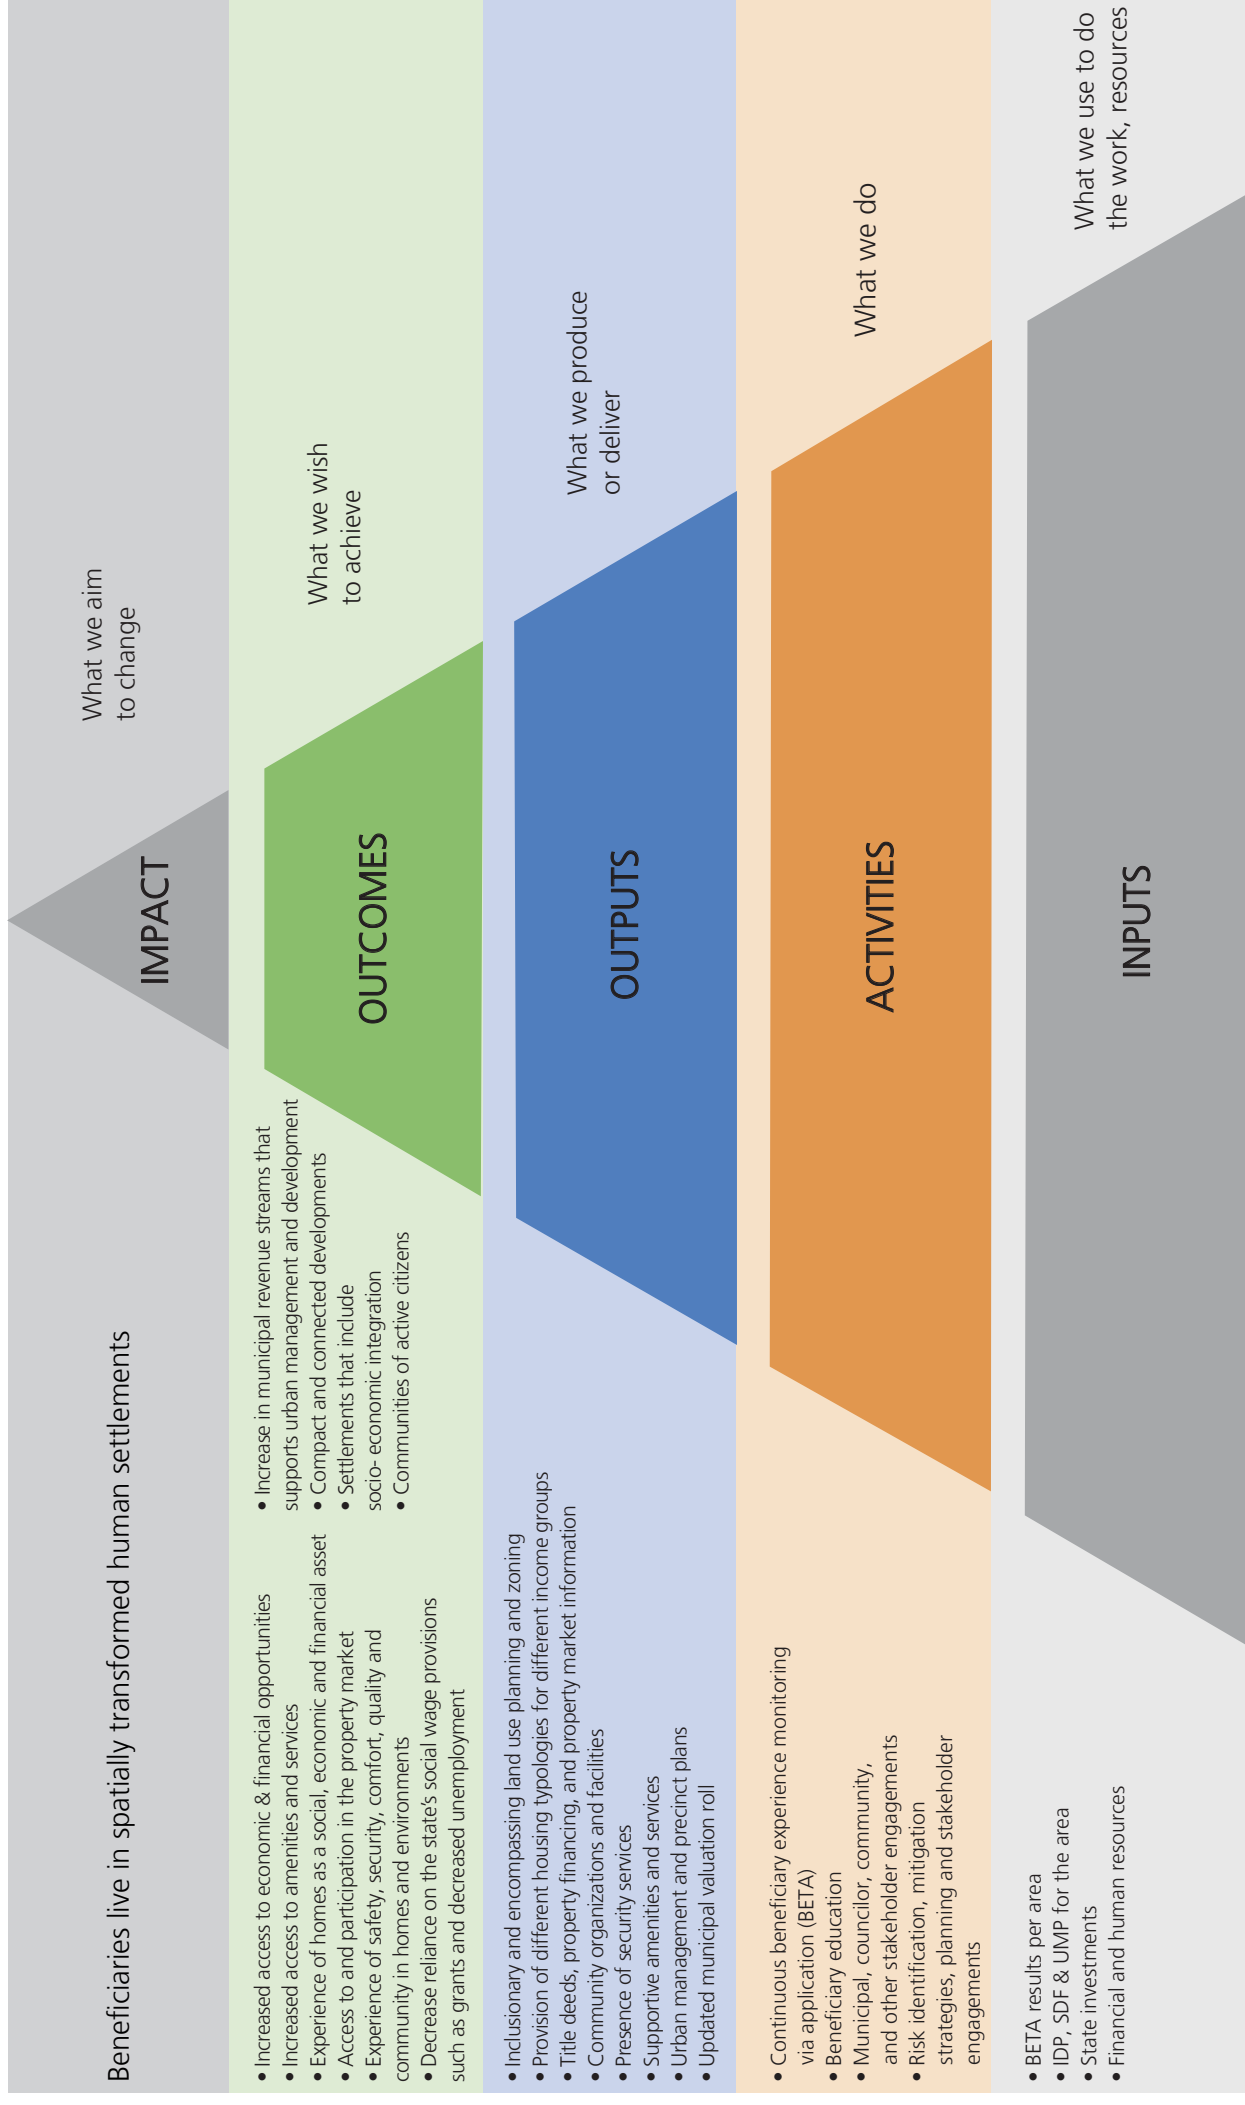 Beneficiaries live in spatially transformed human settlements
IMPACT
What we aim
to change
• Increased access to economic & financial opportunities
• Increased access to amenities and services
• Experience of homes as a social, economic and financial asset
• Access to and participation in the property market
• Experience of safety, security, comfort, quality and
community in homes and environments
• Decrease reliance on the state's social wage provisions
such as grants and decreased unemployment
• Increase in municipal revenue streams that
supports urban management and development
• Compact and connected developments
• Settlements that include
socio- economic integration
• Communities of active citizens
OUTCOMES
What we wish
to achieve
• Inclusionary and encompassing land use planning and zoning
• Provision of different housing typologies for different income groups
• Title deeds, property financing, and property market information
• Community organizations and facilities
• Presence of security services
• Supportive amenities and services
• Urban management and precinct plans
• Updated municipal valuation roll
OUTPUTS
What we produce
or deliver
• Continuous beneficiary experience monitoring
via application (BETA)
• Beneficiary education
• Municipal, councilor, community,
and other stakeholder engagements
• Risk identification, mitigation
strategies, planning and stakeholder
engagements
ACTIVITIES
What we do
• BETA results per area
• IDP, SDF & UMP for the area
• State investments
• Financial and human resources
INPUTS
What we use to do
the work, resources